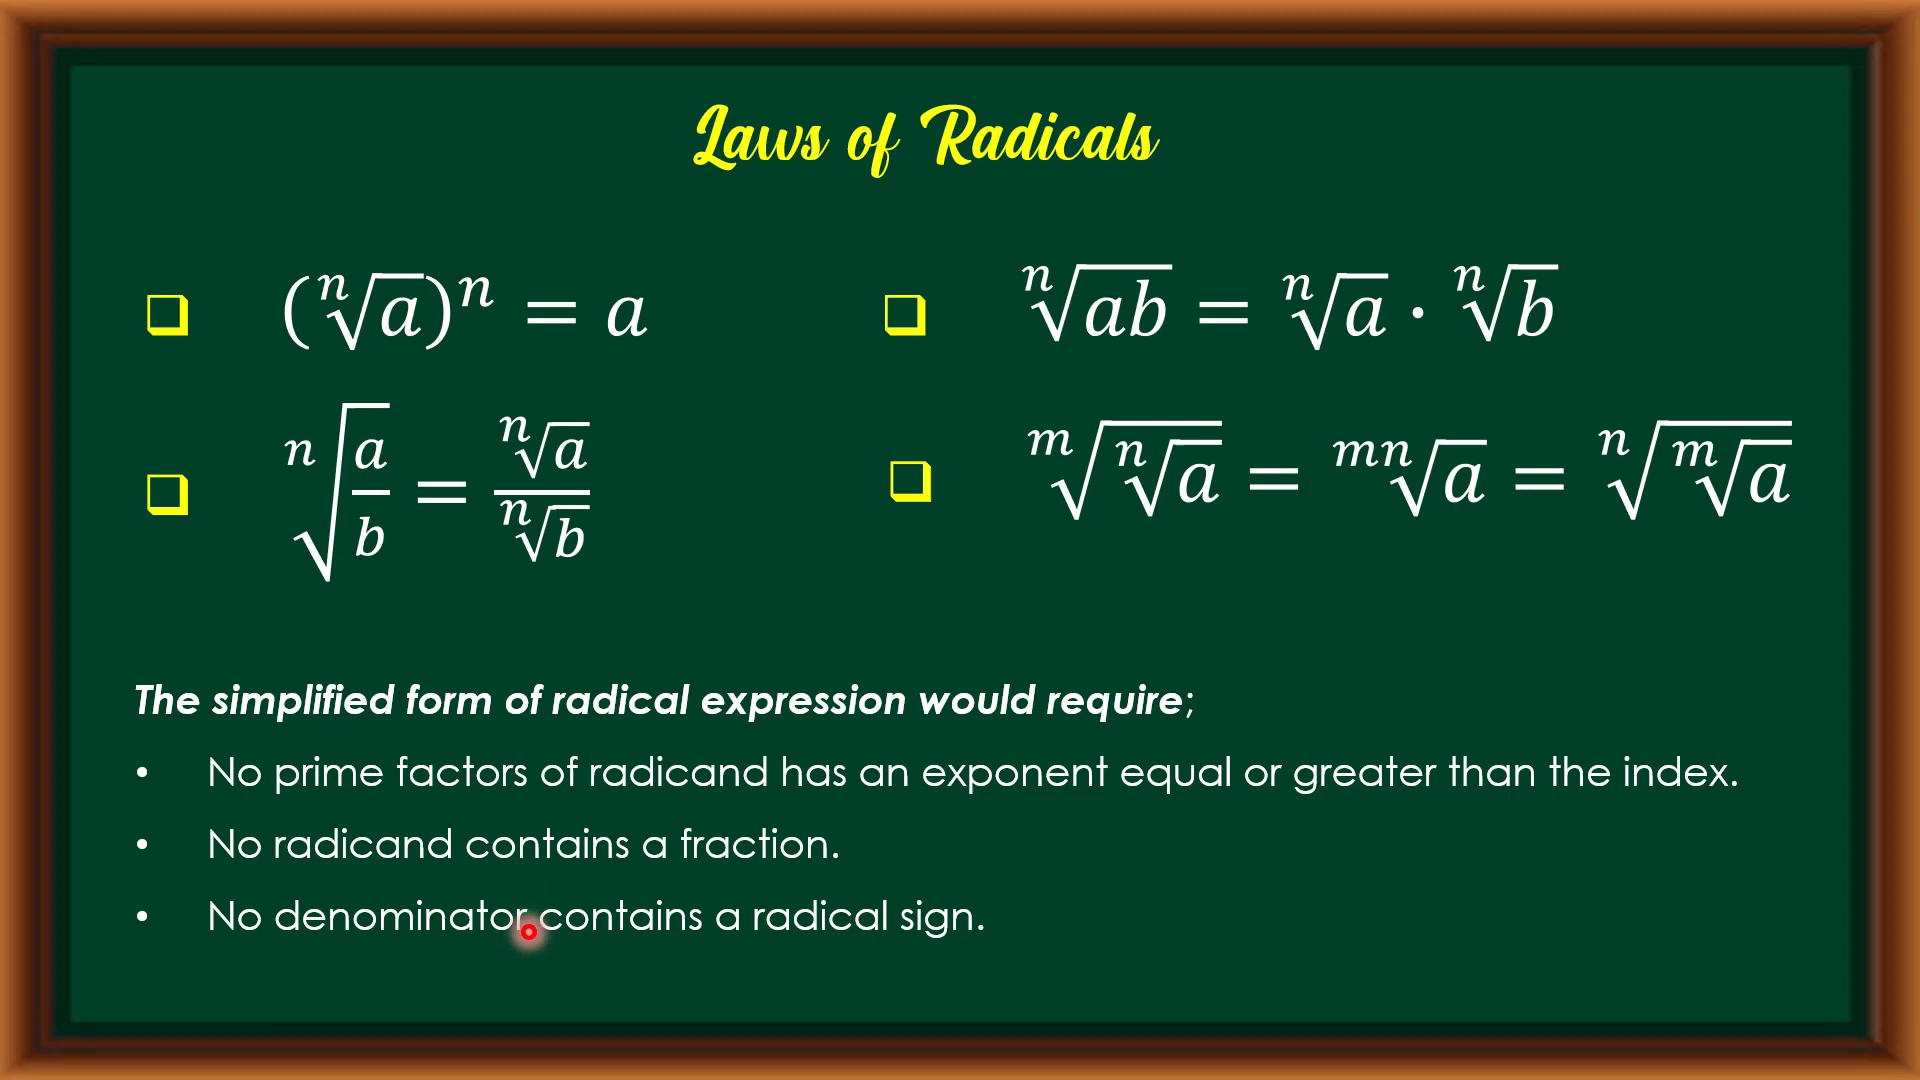 Laws of Radicals
❑ (ⁿ√a)ⁿ = a
❑ ⁿ√(ab) = ⁿ√a · ⁿ√b
❑ ⁿ√(a/b) = ⁿ√a / ⁿ√b
❑ ᵐ√(ⁿ√a) = ᵐⁿ√a = ⁿ√(ᵐ√a)
The simplified form of radical expression would require;
• No prime factors of radicand has an exponent equal or greater than the index.
• No radicand contains a fraction.
• No denominator contains a radical sign.